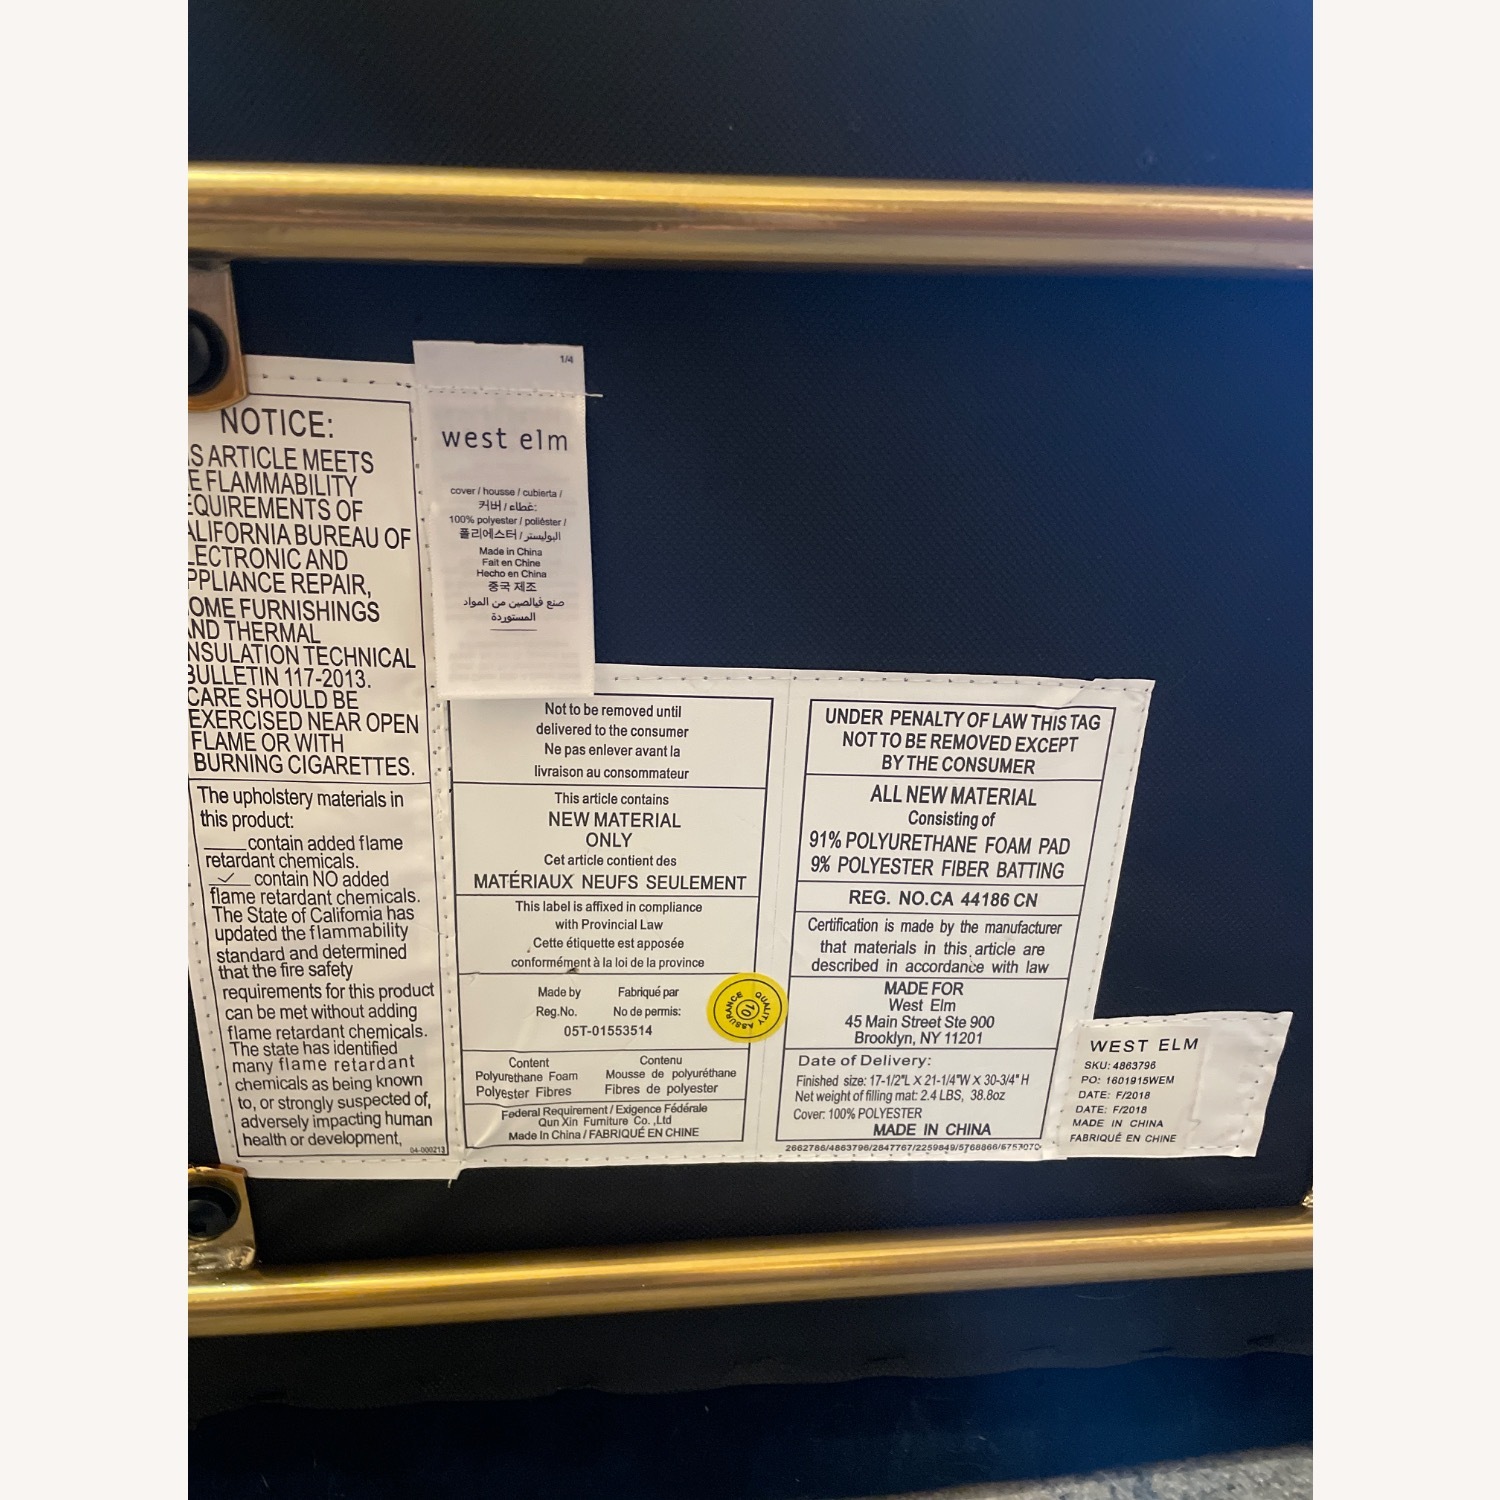 NOTICE:
S ARTICLE MEETS
E FLAMMABILITY
EQUIREMENTS OF
ALIFORNIA BUREAU OF
LECTRONIC AND
PPLIANCE REPAIR,
OME FURNISHINGS
AND THERMAL
NSULATION TECHNICAL
BULLETIN 117-2013.
CARE SHOULD BE
EXERCISED NEAR OPEN
FLAME OR WITH
BURNING CIGARETTES.
The upholstery materials in
this product:
____contain added flame
retardant chemicals.
✓ contain NO added
flame retardant chemicals.
The State of California has
updated the flammability
standard and determined
that the fire safety
requirements for this product
can be met without adding
flame retardant chemicals.
The state has identified
many flame retardant
chemicals as being known
to, or strongly suspected of,
adversely impacting human
health or development,
04-000213
1/4
west elm
cover / housse / cubierta /
커버 / غطاء:
100% polyester / poliéster /
폴리에스터 / البوليستر
Made in China
Fait en Chine
Hecho en China
중국 제조
صنع فيالصين من المواد
المستوردة
Not to be removed until
delivered to the consumer
Ne pas enlever avant la
livraison au consommateur
This article contains
NEW MATERIAL
ONLY
Cet article contient des
MATÉRIAUX NEUFS SEULEMENT
This label is affixed in compliance
with Provincial Law
Cette étiquette est apposée
conformément à la loi de la province
Made by Fabriqué par
Reg.No. No de permis:
05T-01553514
Content Contenu
Polyurethane Foam Mousse de polyuréthane
Polyester Fibres Fibres de polyester
Federal Requirement / Exigence Fédérale
Qun Xin Furniture Co. ,Ltd
Made In China / FABRIQUÉ EN CHINE
QUALITY ASSURANCE
10
UNDER PENALTY OF LAW THIS TAG
NOT TO BE REMOVED EXCEPT
BY THE CONSUMER
ALL NEW MATERIAL
Consisting of
91% POLYURETHANE FOAM PAD
9% POLYESTER FIBER BATTING
REG. NO.CA 44186 CN
Certification is made by the manufacturer
that materials in this article are
described in accordance with law
MADE FOR
West Elm
45 Main Street Ste 900
Brooklyn, NY 11201
Date of Delivery:
Finished size: 17-1/2"L X 21-1/4"W X 30-3/4" H
Net weight of filling mat: 2.4 LBS, 38.8oz
Cover: 100% POLYESTER
MADE IN CHINA
2662786/4863796/2847767/2259849/5768866/6753070
WEST ELM
SKU: 4863796
PO: 1601915WEM
DATE: F/2018
DATE: F/2018
MADE IN CHINA
FABRIQUÉ EN CHINE